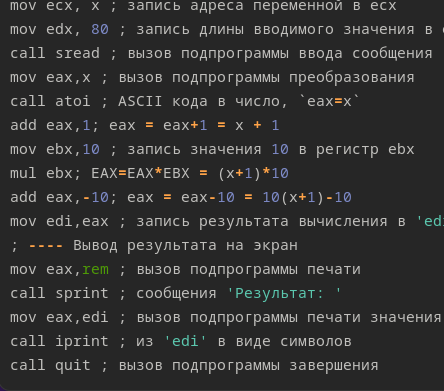 mov ecx, x ; запись адреса переменной в ecx
mov edx, 80 ; запись длины вводимого значения в
call sread ; вызов подпрограммы ввода сообщения
mov eax,x ; вызов подпрограммы преобразования
call atoi ; ASCII кода в число, `eax=x`
add eax,1; eax = eax+1 = x + 1
mov ebx,10 ; запись значения 10 в регистр ebx
mul ebx; EAX=EAX*EBX = (x+1)*10
add eax,-10; eax = eax-10 = 10(x+1)-10
mov edi,eax ; запись результата вычисления в 'edi
; ---- Вывод результата на экран
mov eax,rem ; вызов подпрограммы печати
call sprint ; сообщения 'Результат: '
mov eax,edi ; вызов подпрограммы печати значения
call iprint ; из 'edi' в виде символов
call quit ; вызов подпрограммы завершения